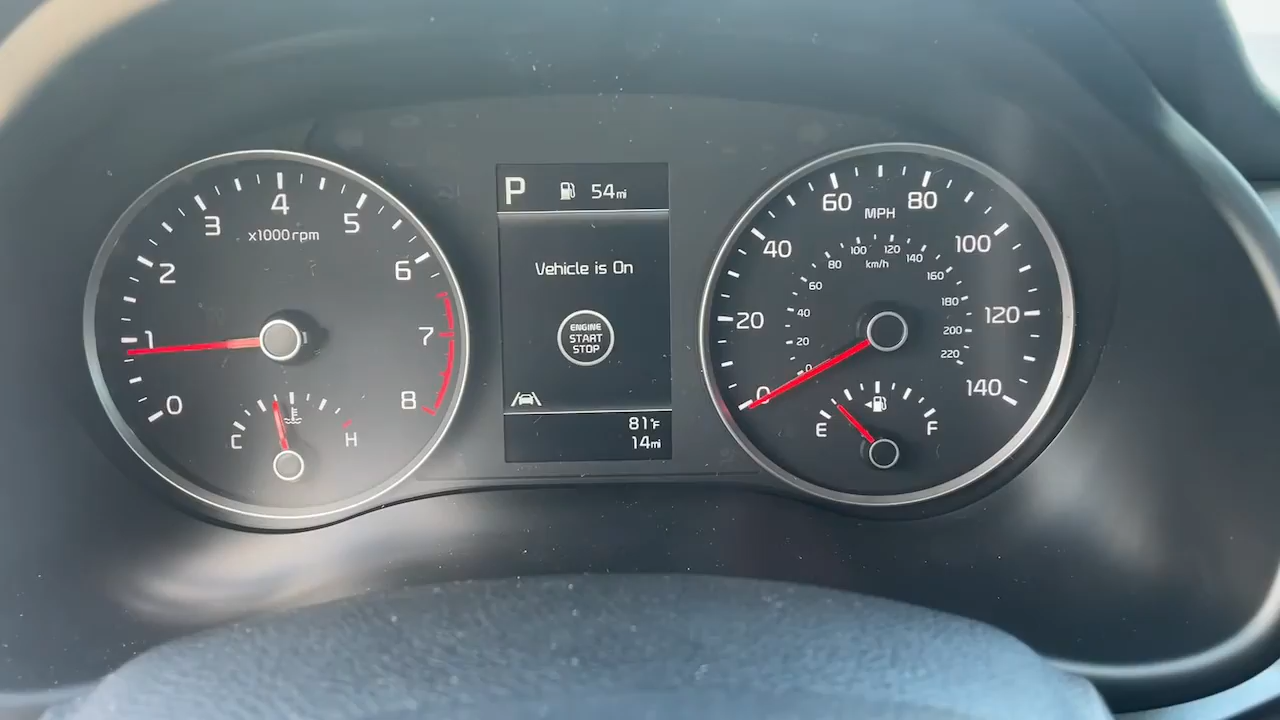 P 54mi
Vehicle is On
ENGINE
START
STOP
81°F
14mi
0 1 2 3 4 5 6 7 8
x1000rpm
C H
0 20 40 60 80 100 120 140
MPH
0 20 40 60 80 100 120 140 160 180 200 220
km/h
E F